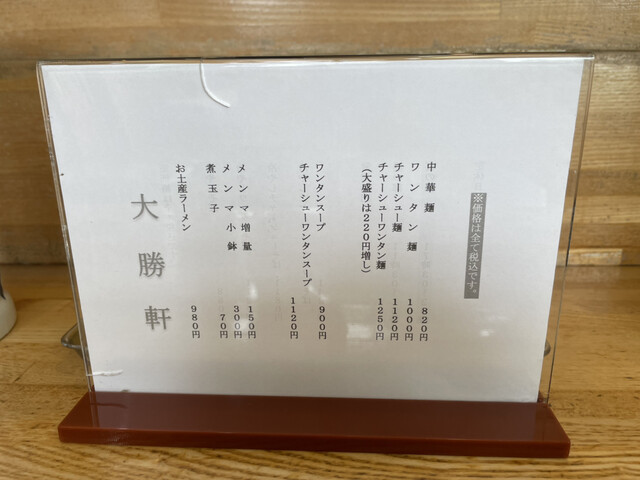 ※価格は全て税込です。
中華麺 820円
ワンタン麺 1000円
チャーシュー麺 1120円
チャーシューワンタン麺 1250円
(大盛りは220円増し)
ワンタンスープ 900円
チャーシューワンタンスープ 1120円
メンマ増量 150円
メンマ小鉢 300円
煮玉子 70円
お土産ラーメン 980円
大勝軒